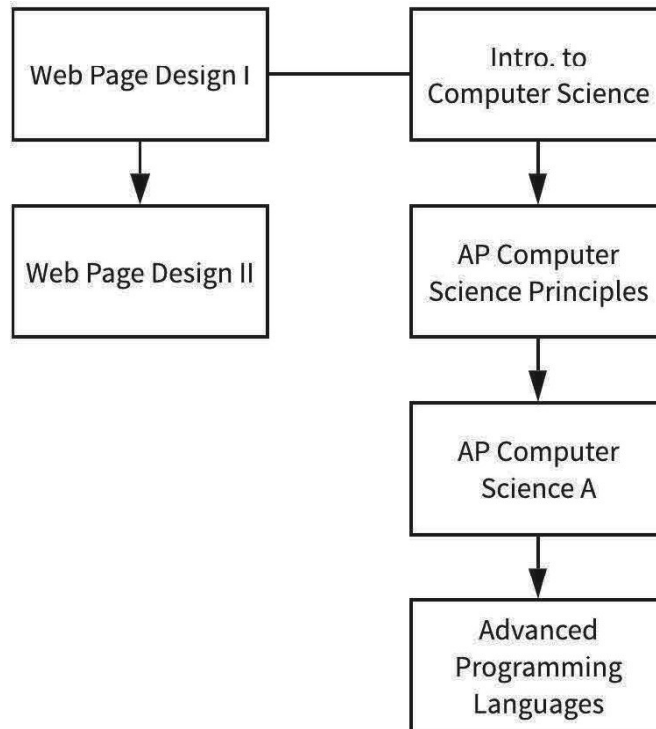 Web Page Design I
Intro. to
Computer Science
Web Page Design II
AP Computer
Science Principles
AP Computer
Science A
Advanced
Programming
Languages